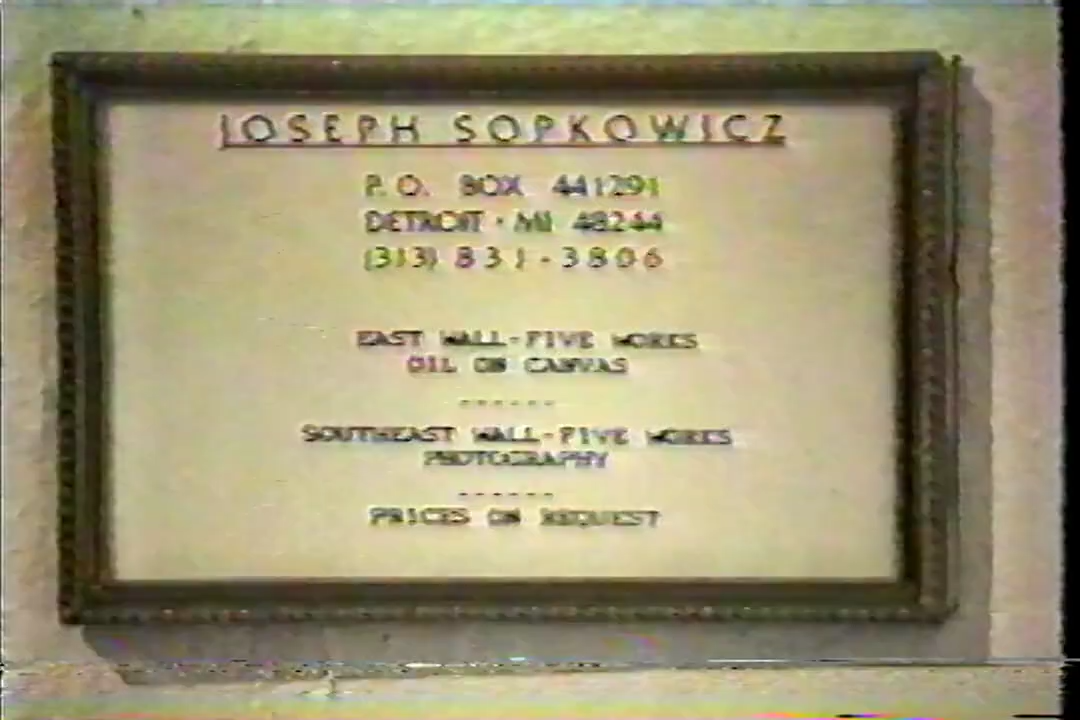 JOSEPH SOPKOWICZ
P.O. BOX 441291
DETROIT · MI 48244
(313) 831-3806
EAST WALL-FIVE WORKS
OIL ON CANVAS
------
SOUTHEAST WALL-FIVE WORKS
PHOTOGRAPHY
------
PRICES ON REQUEST